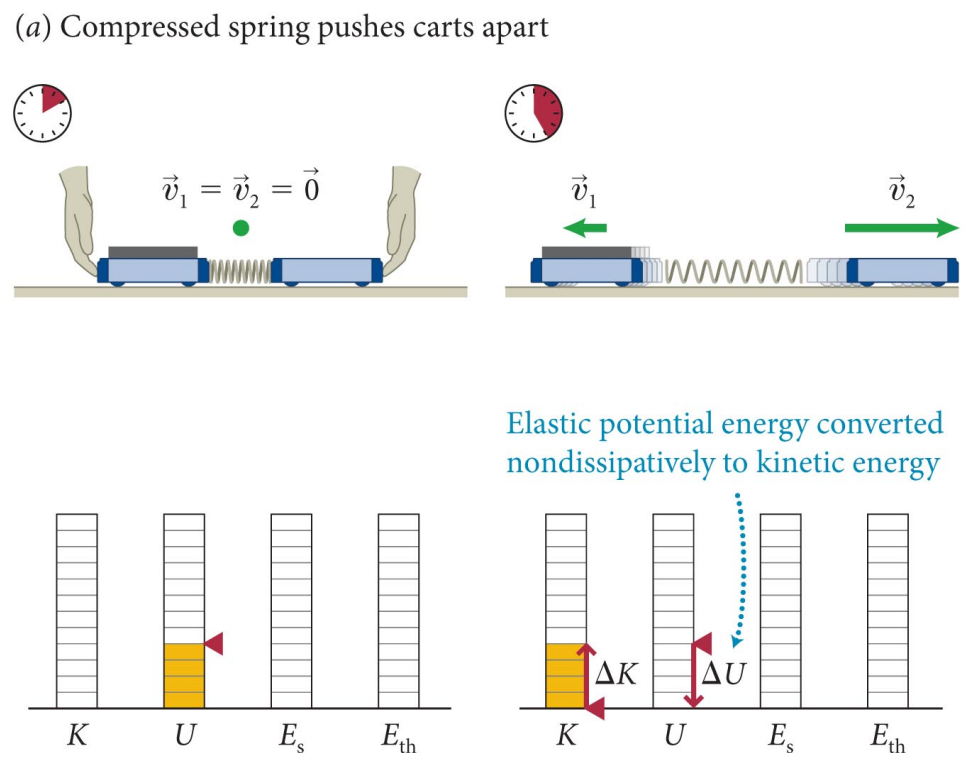 (a) Compressed spring pushes carts apart
v⃗₁ = v⃗₂ = 0⃗
v⃗₁
v⃗₂
Elastic potential energy converted
nondissipatively to kinetic energy
ΔK
ΔU
K U Eₛ Eth
K U Eₛ Eth